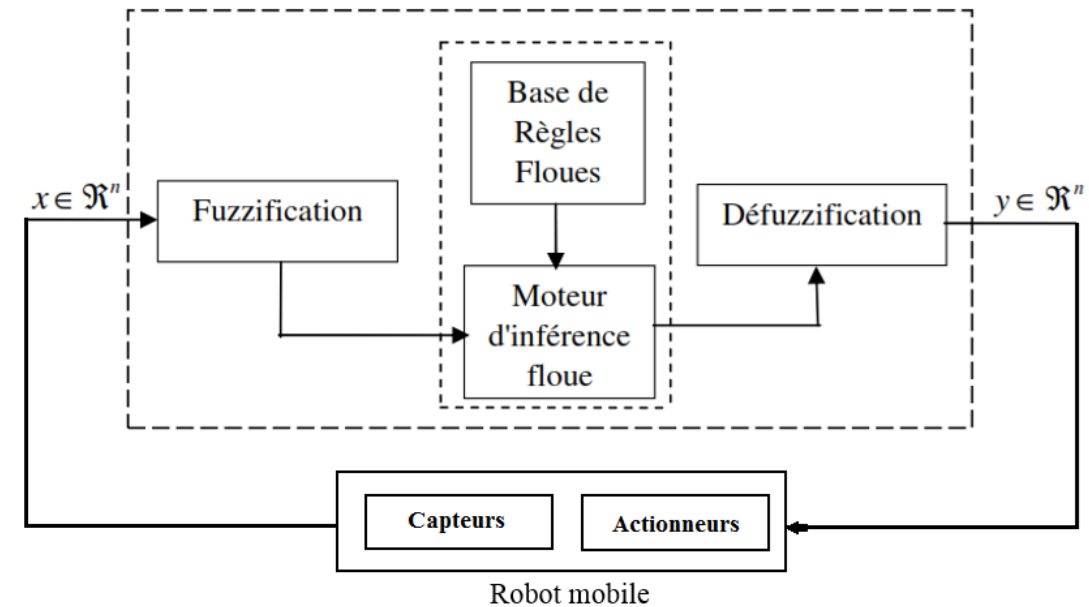 Base de
Règles
Floues
x ∈ ℜⁿ
Fuzzification
Défuzzification
y ∈ ℜⁿ
Moteur
d'inférence
floue
Capteurs
Actionneurs
Robot mobile